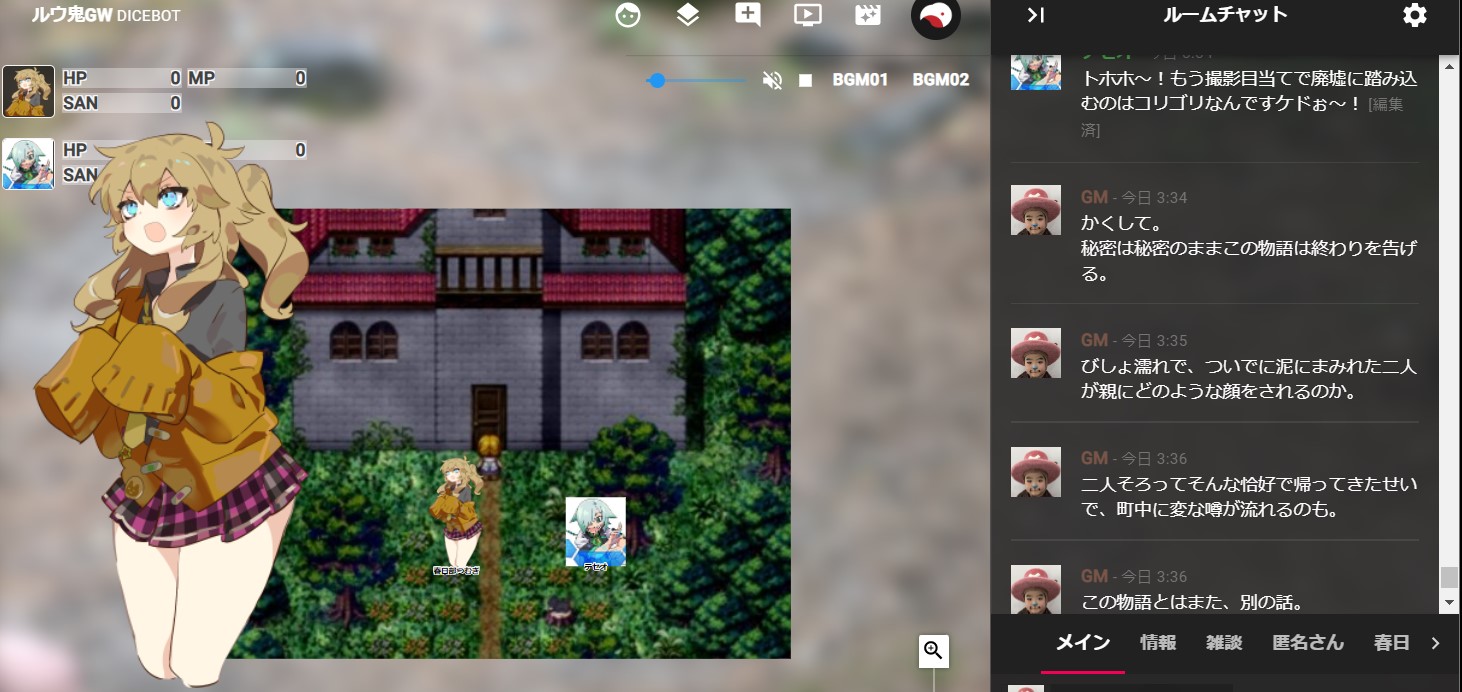 ルウ鬼GW DICEBOT
HP 0 MP 0
SAN 0
HP 0
SAN
BGM01 BGM02
春日部つむぎ
テセオ
ルームチャット
トホホ～！もう撮影目当てで廃墟に踏み込
むのはコリゴリなんですケドぉ～！ [編集
済]
GM - 今日 3:34
かくして。
秘密は秘密のままこの物語は終わりを告げ
る。
GM - 今日 3:35
びしょ濡れで、ついでに泥にまみれた二人
が親にどのような顔をされるのか。
GM - 今日 3:36
二人そろってそんな恰好で帰ってきたせい
で、町中に変な噂が流れるのも。
GM - 今日 3:36
この物語とはまた、別の話。
メイン 情報 雑談 匿名さん 春日